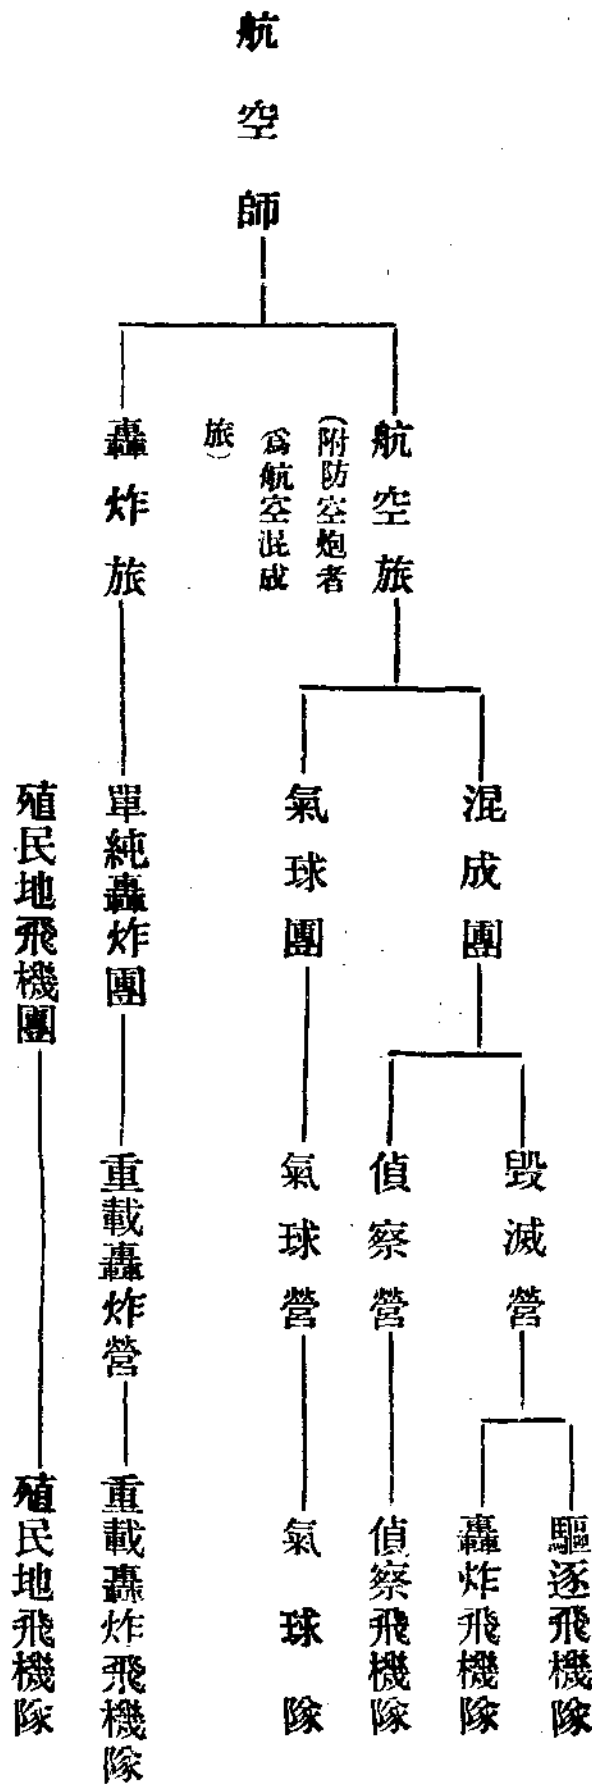 航空師
航空旅
(附防空炮者
爲航空混成
旅)
轟炸旅
混成團
氣球團
單純轟炸團
殖民地飛機團
毀滅營
偵察營
氣球營
重載轟炸營
驅逐飛機隊
轟炸飛機隊
偵察飛機隊
氣球隊
重載轟炸飛機隊
殖民地飛機隊